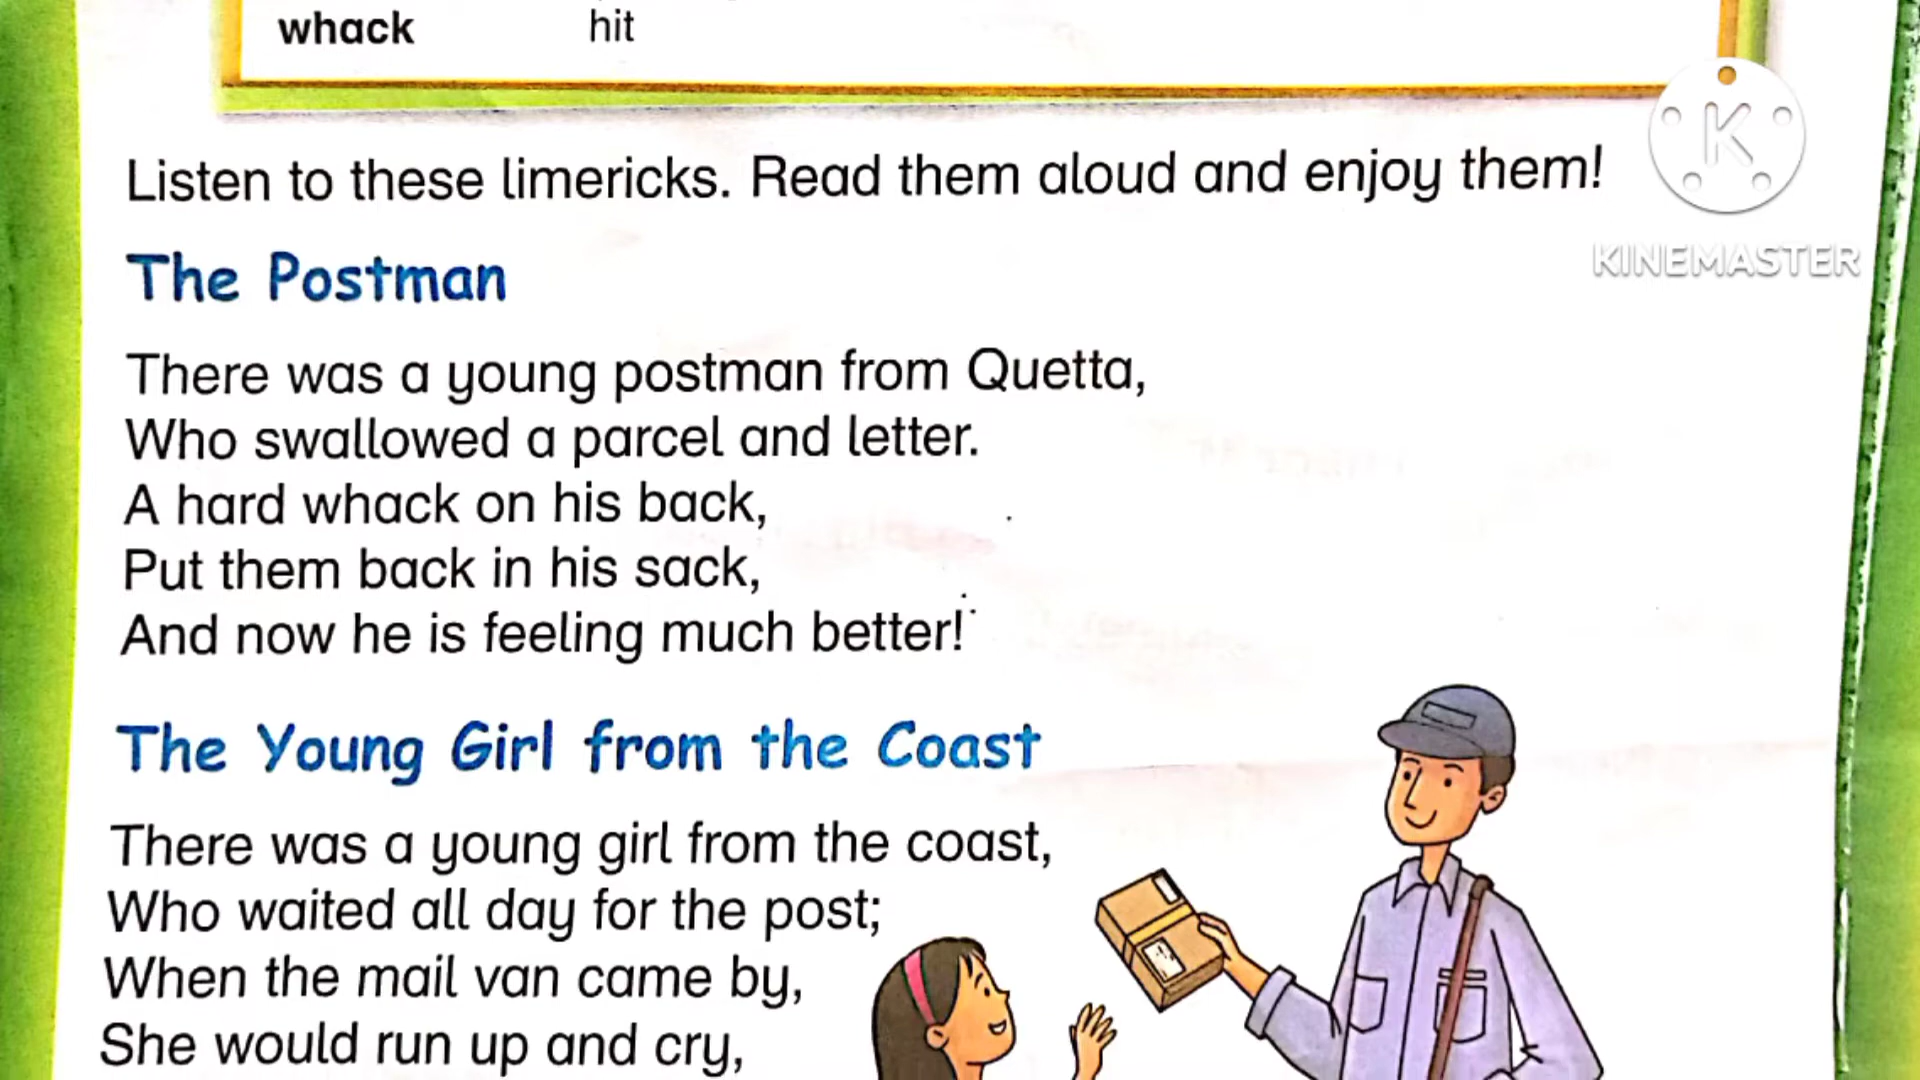 whack hit
Listen to these limericks. Read them aloud and enjoy them!
K
KINEMASTER
The Postman
There was a young postman from Quetta,
Who swallowed a parcel and letter.
A hard whack on his back,
Put them back in his sack,
And now he is feeling much better!
The Young Girl from the Coast
There was a young girl from the coast,
Who waited all day for the post;
When the mail van came by,
She would run up and cry,